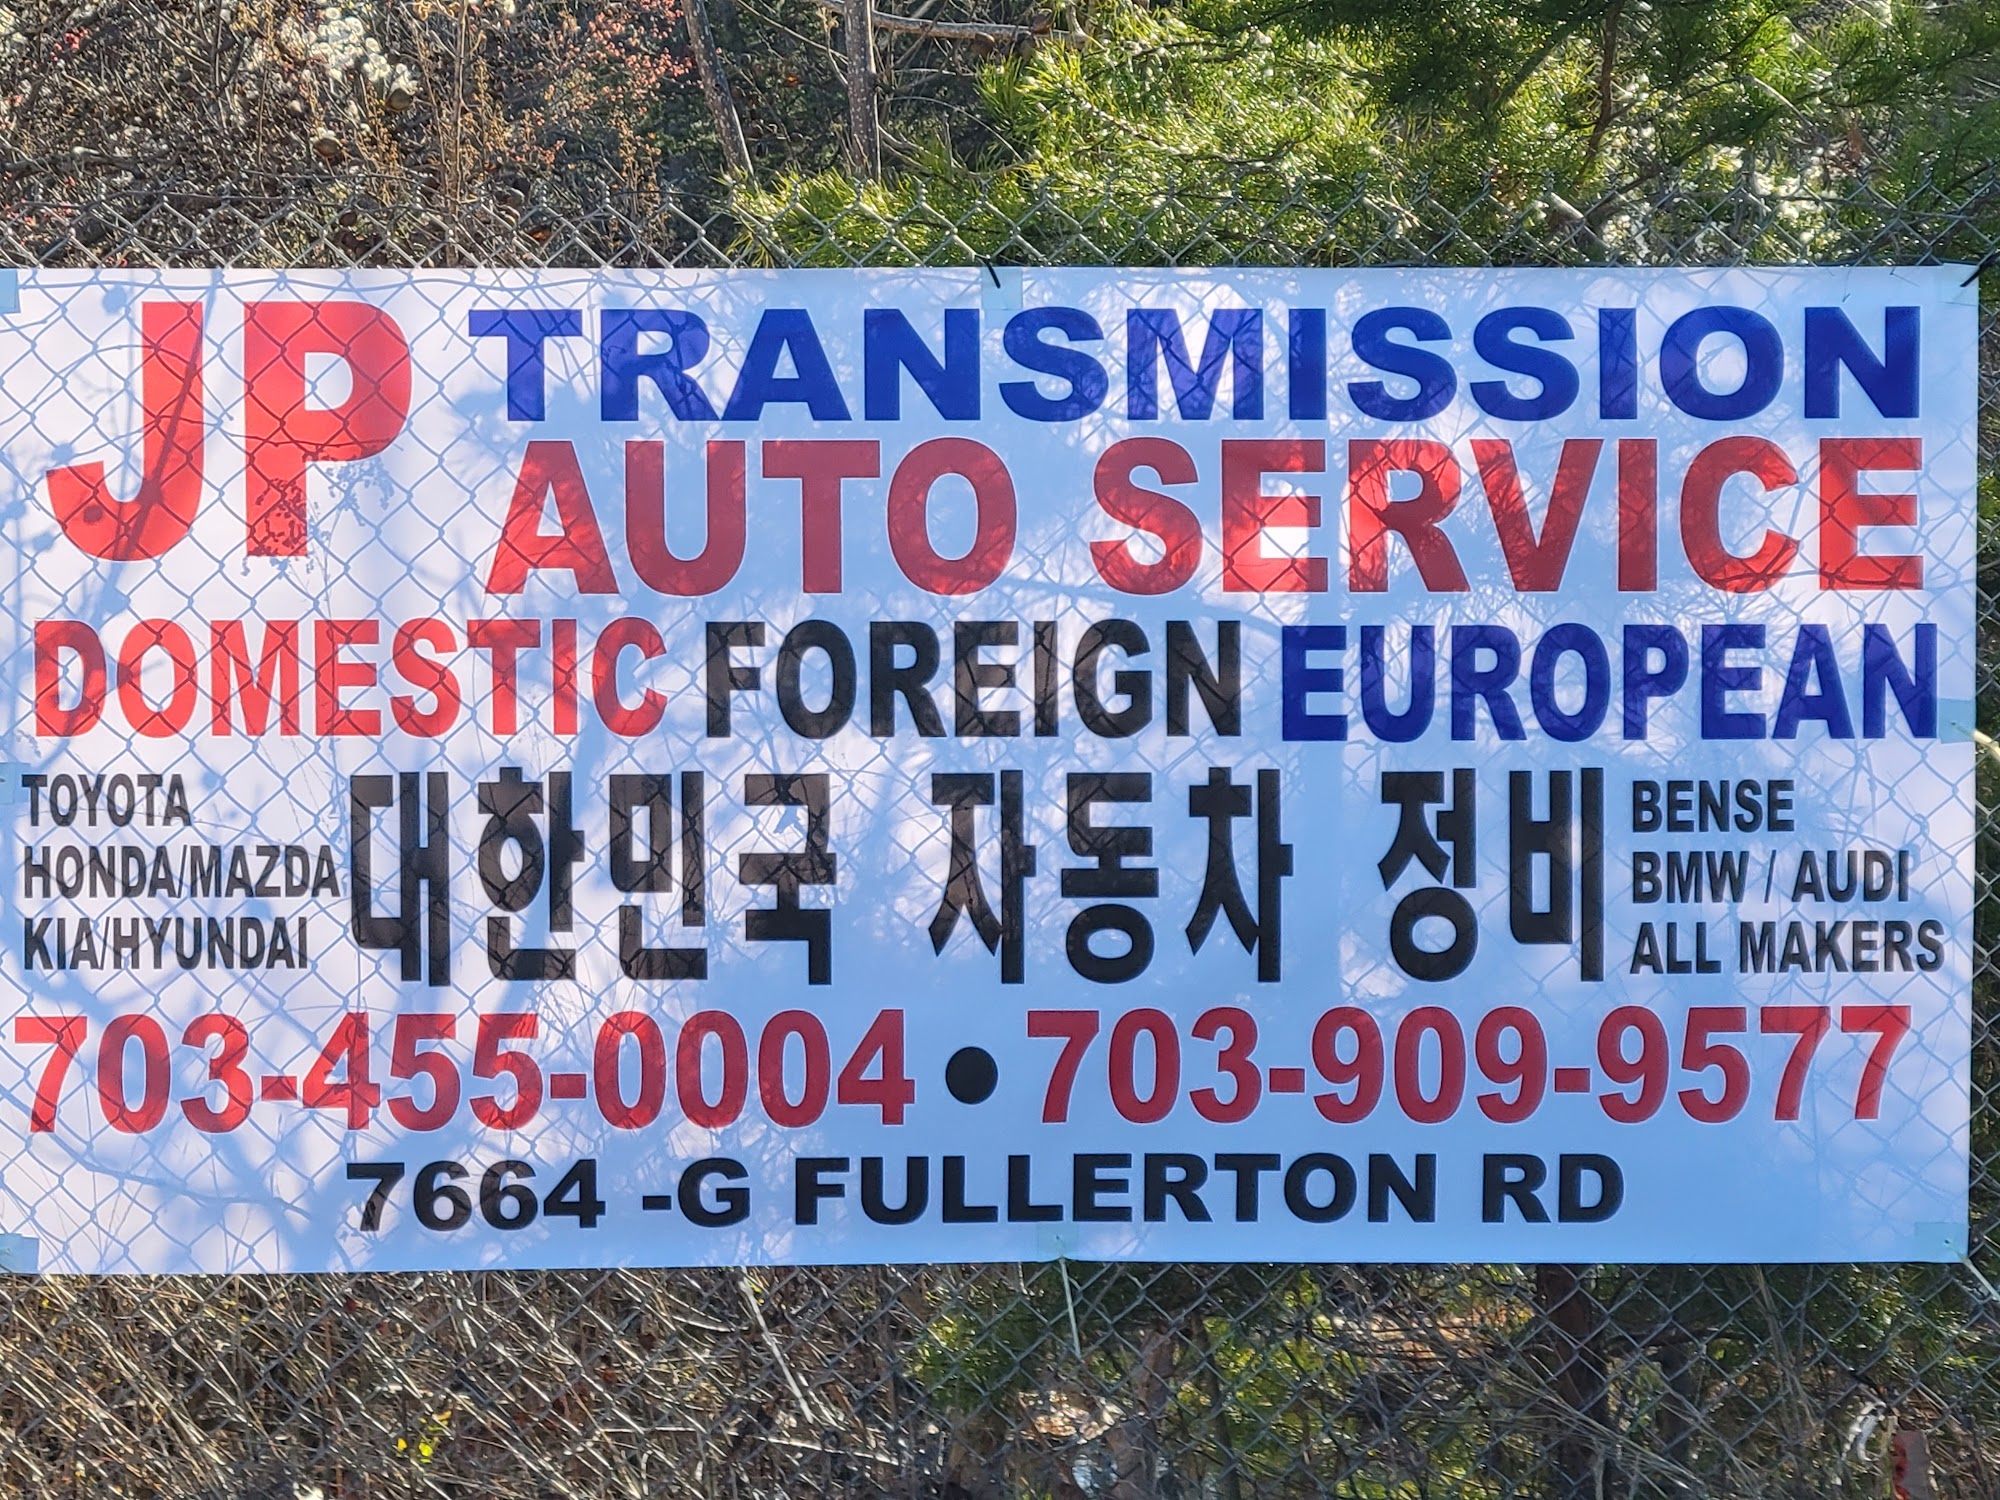 JP TRANSMISSION
AUTO SERVICE
DOMESTIC FOREIGN EUROPEAN
TOYOTA
HONDA/MAZDA
KIA/HYUNDAI
대한민국 자동차 정비
BENSE
BMW / AUDI
ALL MAKERS
703-455-0004 • 703-909-9577
7664 -G FULLERTON RD